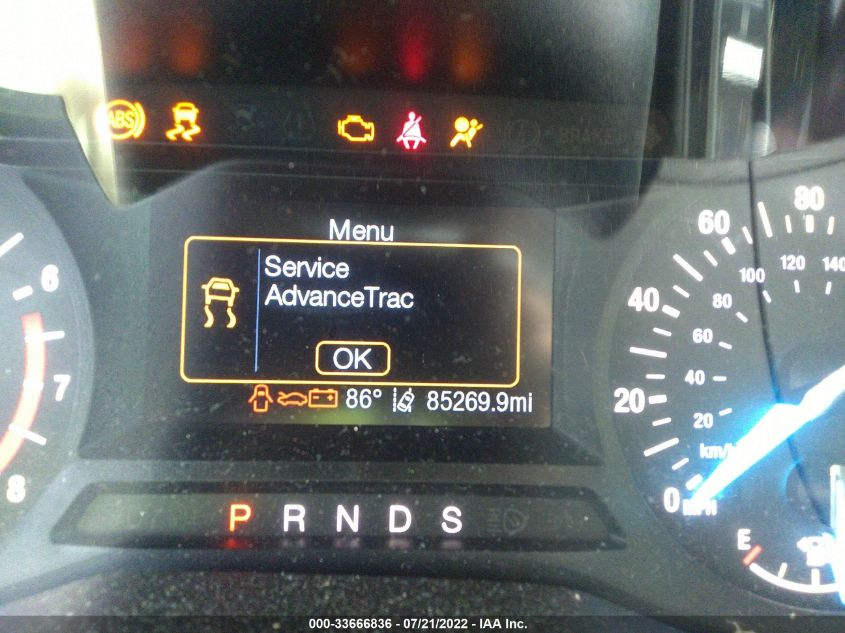 ABS
Menu
Service
AdvanceTrac
OK
86° 85269.9mi
6
7
8
P R N D S
0 20 40 60 80
20 40 60 80 100 120 140
km/h
MPH
E
000-33666836 - 07/21/2022 - IAA Inc.